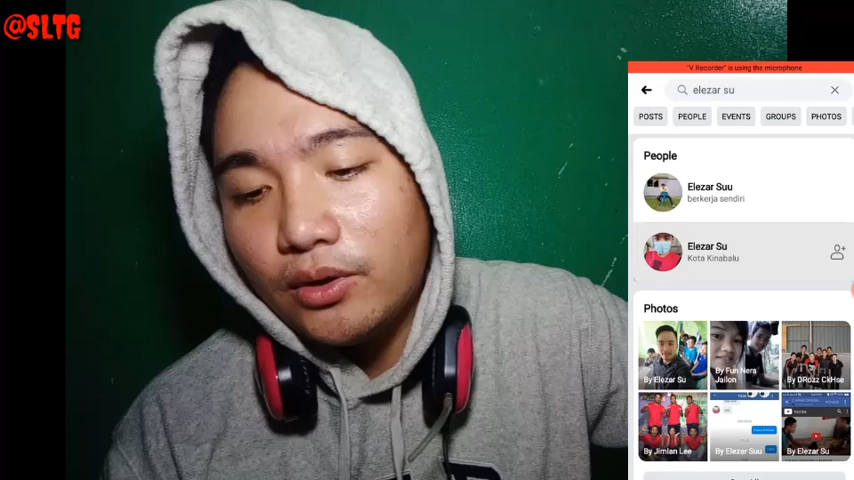 @SLTG
"V Recorder" is using the microphone
elezar su
POSTS
PEOPLE
EVENTS
GROUPS
PHOTOS
People
Elezar Suu
berkerja sendiri
Elezar Su
Kota Kinabalu
Photos
By Elezar Su
By Fun Nera
Jailon
By DRozz CkHse
By Jimlan Lee
By Elezar Suu
By Elezar Su